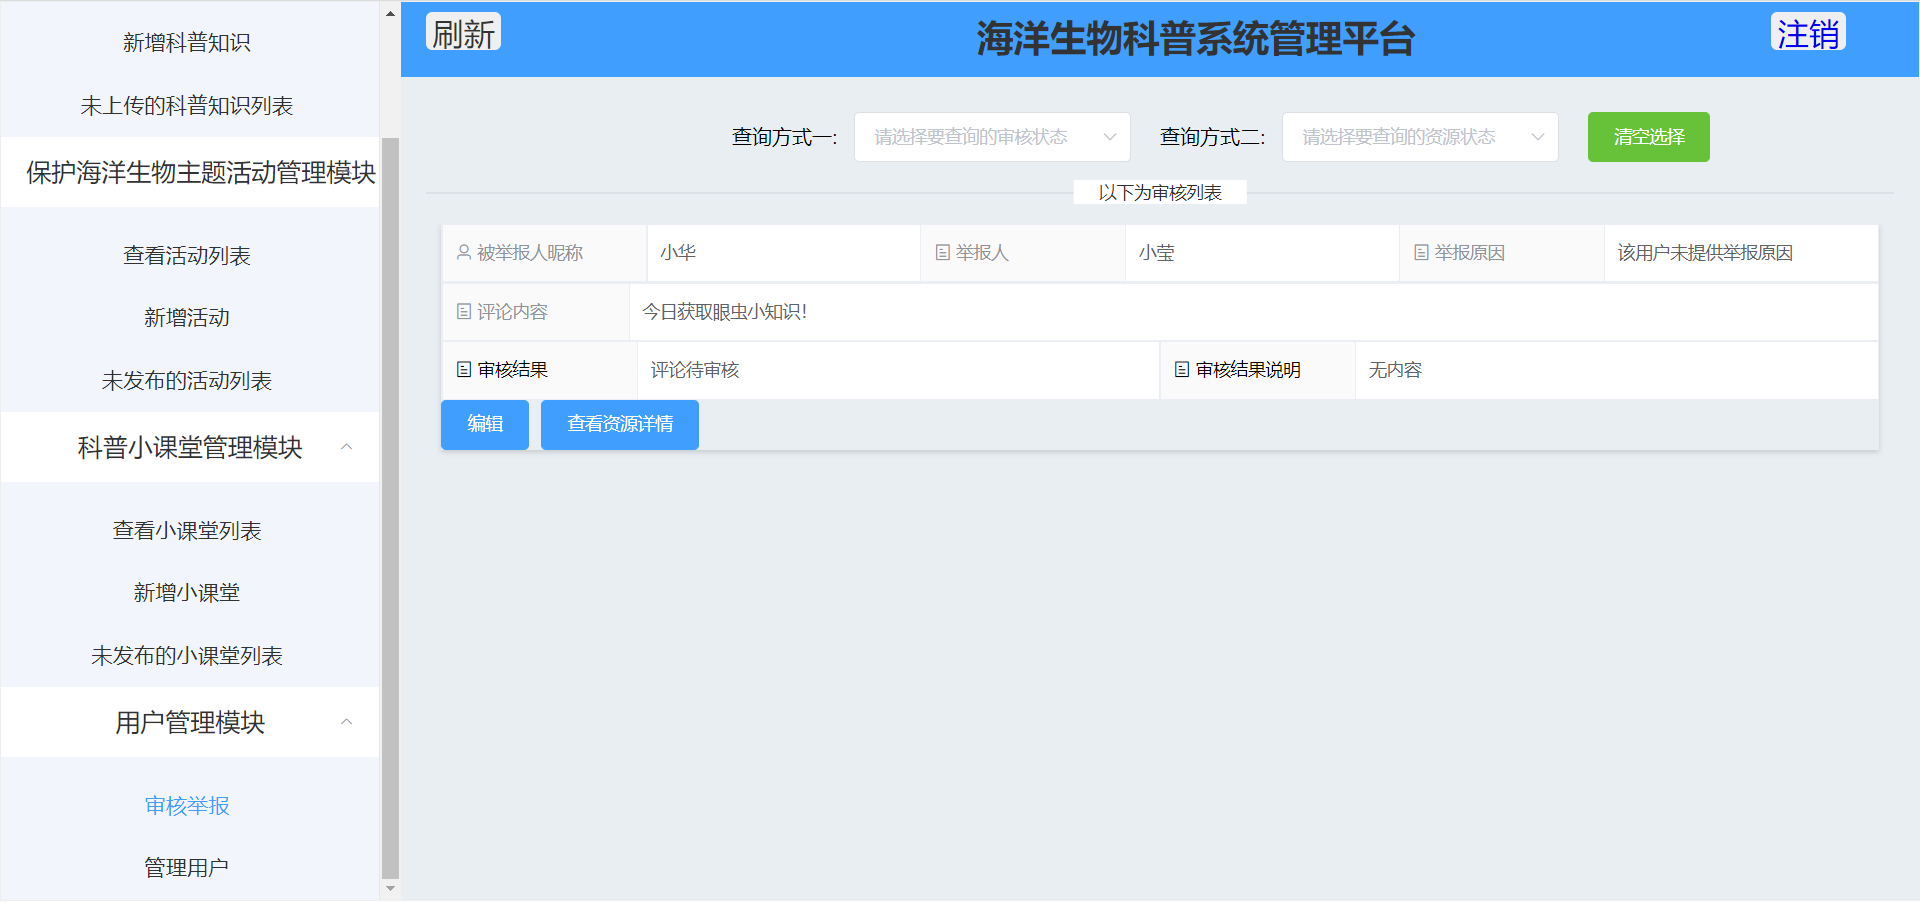 新增科普知识
未上传的科普知识列表
保护海洋生物主题活动管理模块
查看活动列表
新增活动
未发布的活动列表
科普小课堂管理模块
查看小课堂列表
新增小课堂
未发布的小课堂列表
用户管理模块
审核举报
管理用户
刷新 海洋生物科普系统管理平台 注销
查询方式一: 请选择要查询的审核状态 查询方式二: 请选择要查询的资源状态 清空选择
以下为审核列表
被举报人昵称 小华 举报人 小莹 举报原因 该用户未提供举报原因
评论内容 今日获取眼虫小知识！
审核结果 评论待审核 审核结果说明 无内容
编辑 查看资源详情